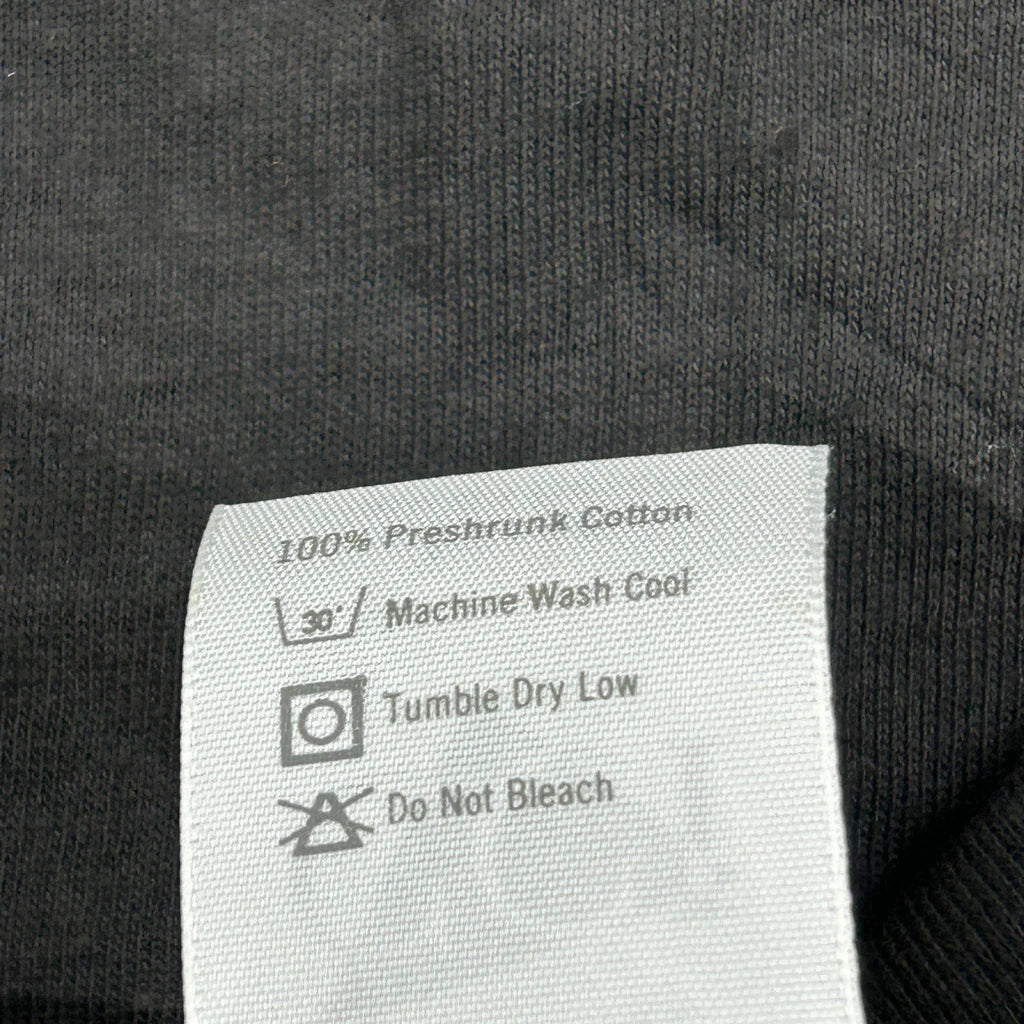 100% Preshrunk Cotton
30° Machine Wash Cool
Tumble Dry Low
Do Not Bleach